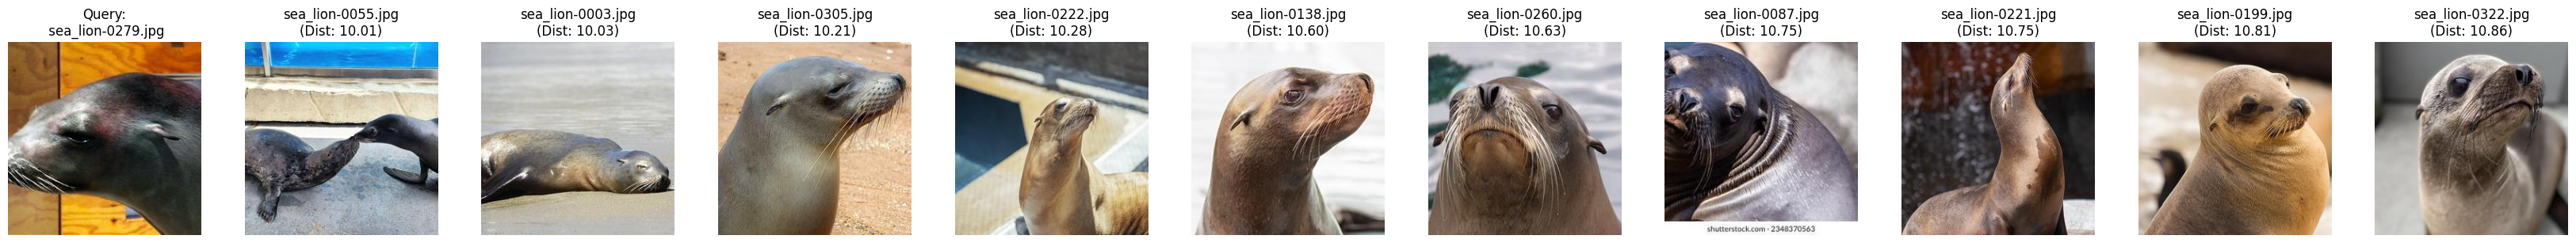 Query:
sea_lion-0279.jpg
sea_lion-0055.jpg
(Dist: 10.01)
sea_lion-0003.jpg
(Dist: 10.03)
sea_lion-0305.jpg
(Dist: 10.21)
sea_lion-0222.jpg
(Dist: 10.28)
sea_lion-0138.jpg
(Dist: 10.60)
sea_lion-0260.jpg
(Dist: 10.63)
sea_lion-0087.jpg
(Dist: 10.75)
sea_lion-0221.jpg
(Dist: 10.75)
sea_lion-0199.jpg
(Dist: 10.81)
sea_lion-0322.jpg
(Dist: 10.86)
shutterstock.com · 2348370563